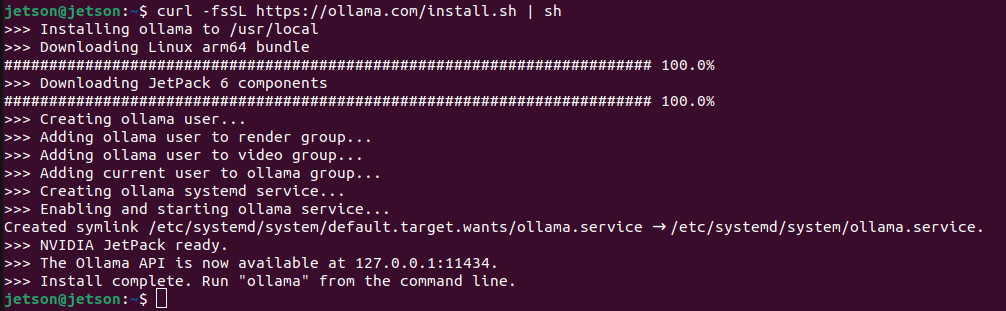 jetson@jetson:~$ curl -fsSL https://ollama.com/install.sh | sh
>>> Installing ollama to /usr/local
>>> Downloading Linux arm64 bundle
######################################################################## 100.0%
>>> Downloading JetPack 6 components
######################################################################## 100.0%
>>> Creating ollama user...
>>> Adding ollama user to render group...
>>> Adding ollama user to video group...
>>> Adding current user to ollama group...
>>> Creating ollama systemd service...
>>> Enabling and starting ollama service...
Created symlink /etc/systemd/system/default.target.wants/ollama.service → /etc/systemd/system/ollama.service.
>>> NVIDIA JetPack ready.
>>> The Ollama API is now available at 127.0.0.1:11434.
>>> Install complete. Run "ollama" from the command line.
jetson@jetson:~$